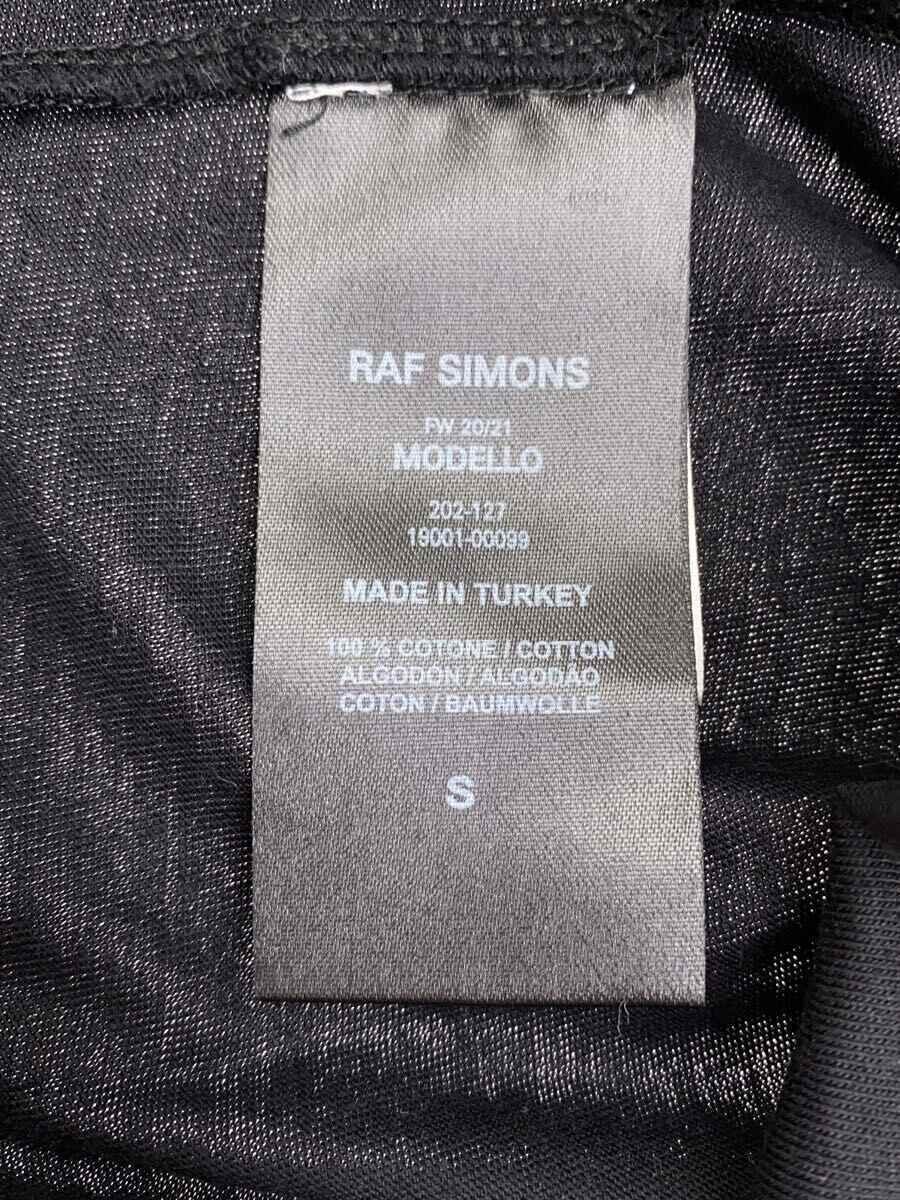 RAF SIMONS
FW 20/21
MODELLO
202-127
19001-00099
MADE IN TURKEY
100 % COTONE / COTTON
ALGODON / ALGODÃO
COTON / BAUMWOLLE
S